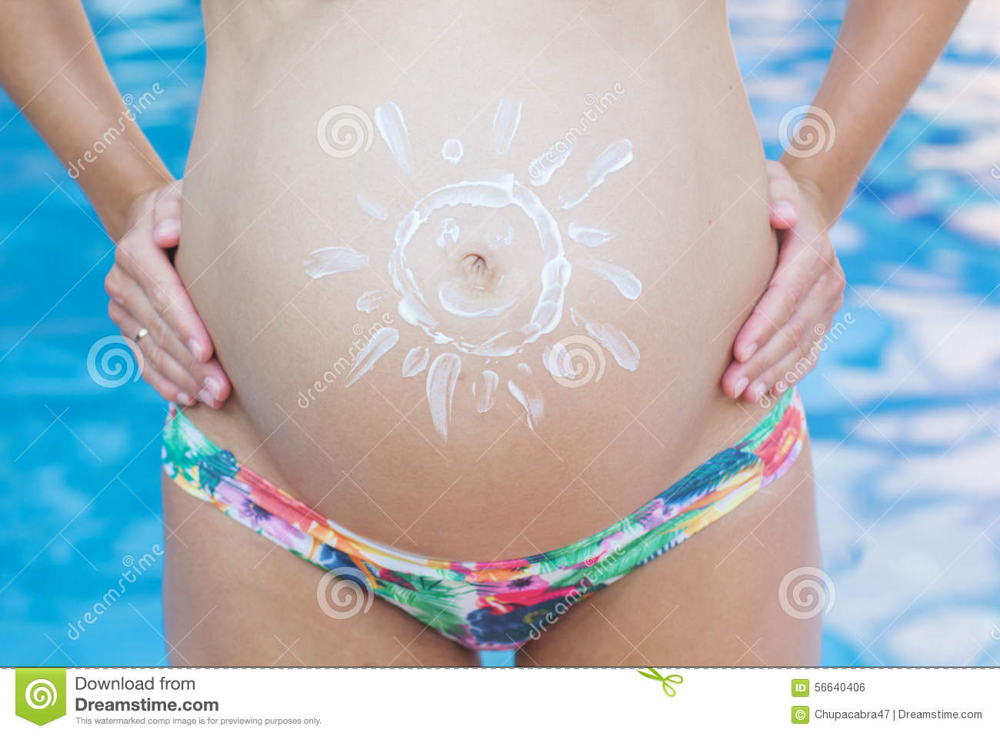 dreamstime
dreamstime
dreamstime
dreamstime
dreamstime
dreamstime
dreamstime
Download from
Dreamstime.com
This watermarked comp image is for previewing purposes only.
ID 56640406
© Chupacabra47 | Dreamstime.com